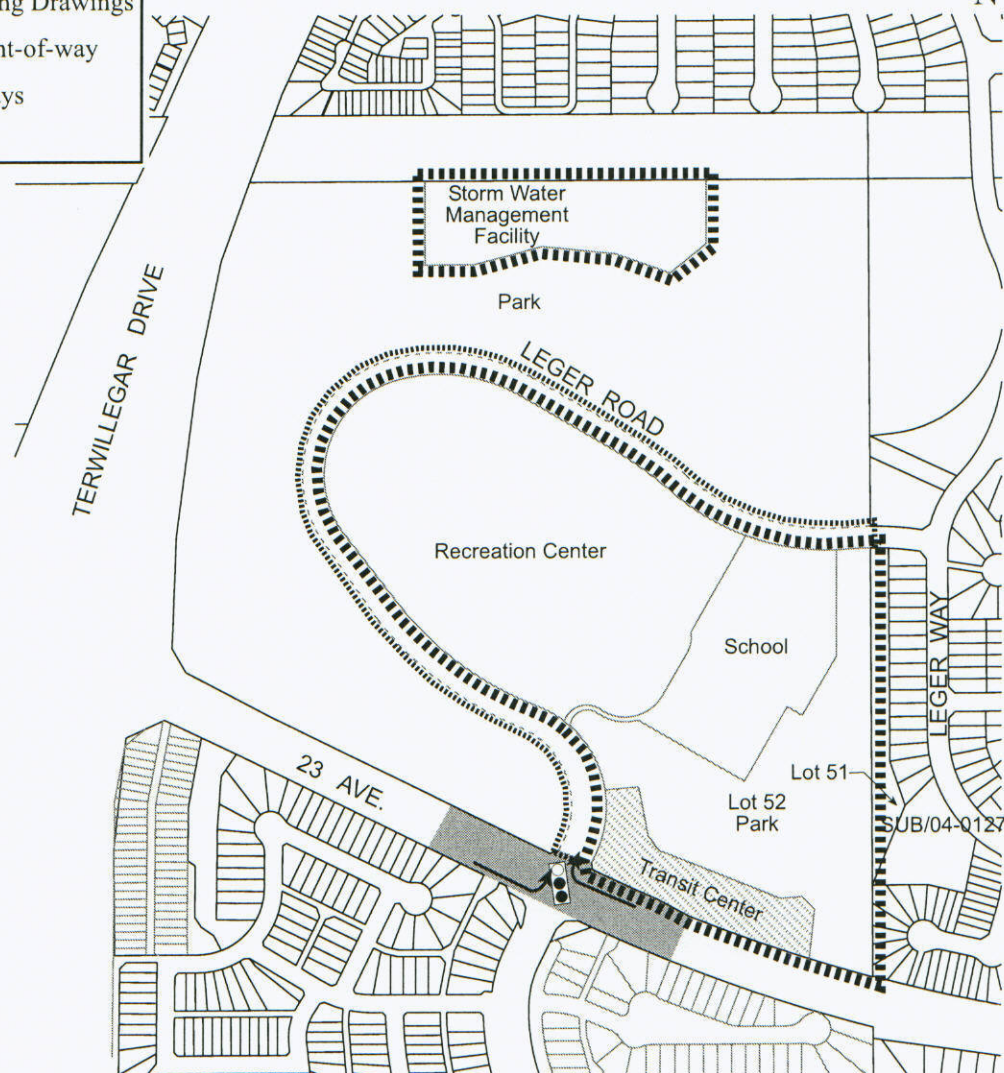 ng Drawings
nt-of-way
ys
N
Storm Water
Management
Facility
Park
TERWILLEGAR DRIVE
LEGER ROAD
Recreation Center
School
LEGER WAY
Lot 51
23 AVE.
Lot 52
Park
SUB/04-0127
Transit Center